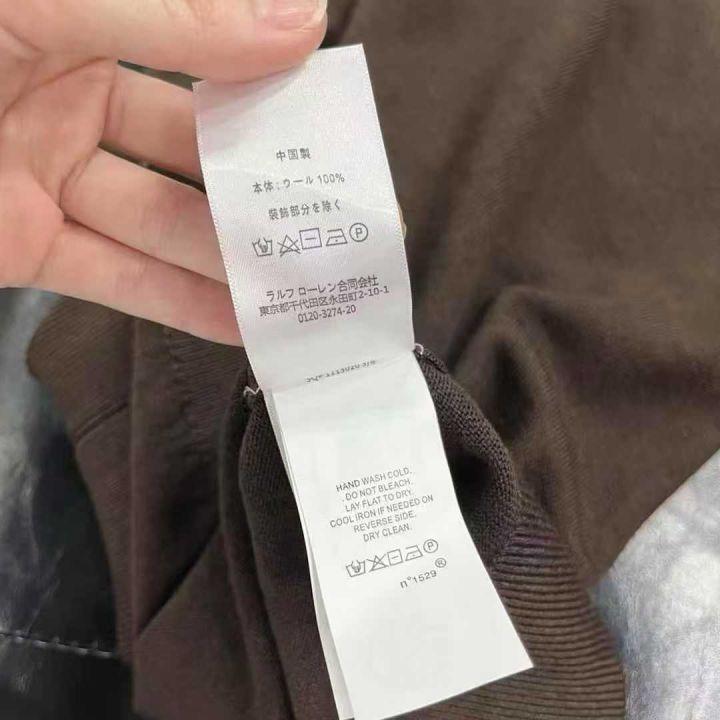 中国製
本体:ウール 100%
装飾部分を除く
P
ラルフ ローレン合同会社
東京都千代田区永田町2-10-1
0120-3274-20
HAND WASH COLD.
. DO NOT BLEACH.
LAY FLAT TO DRY.
COOL IRON IF NEEDED ON
REVERSE SIDE.
DRY CLEAN.
P
n°1529 ®